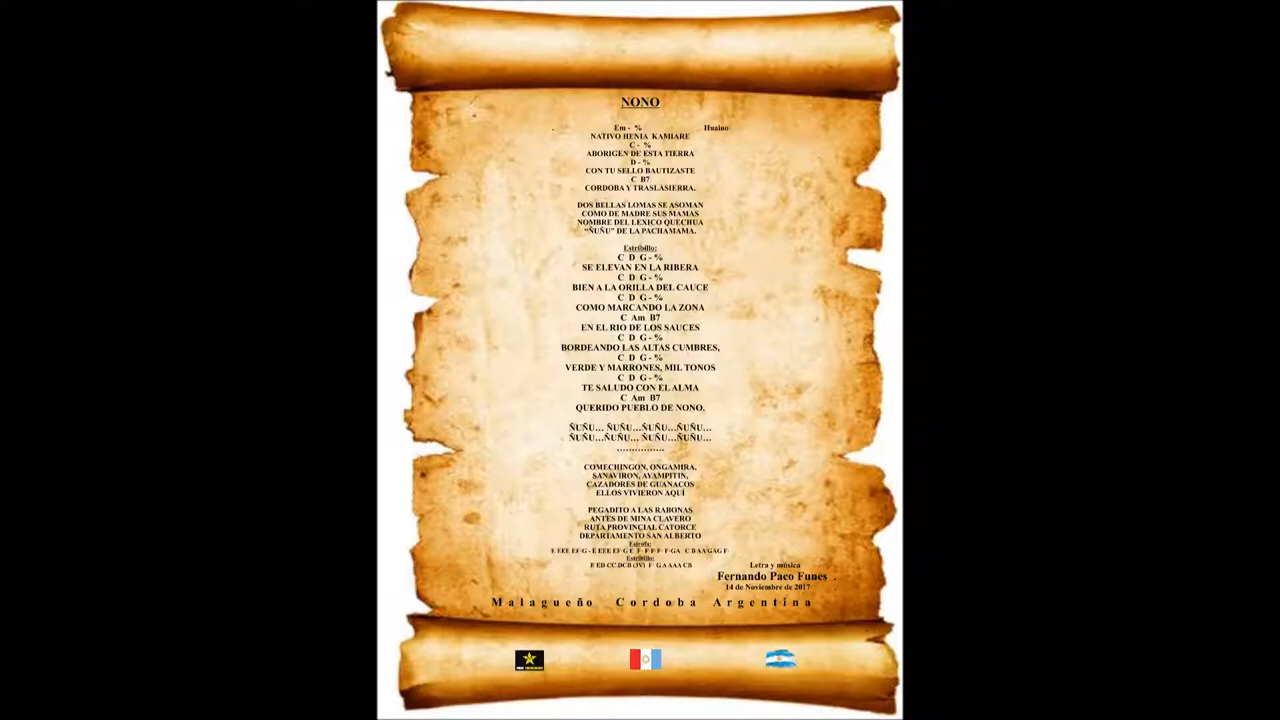 NONO
Em - % Huaino
NATIVO HENIA KAMIARE
C - %
ABORIGEN DE ESTA TIERRA
D - %
CON TU SELLO BAUTIZASTE
C B7
CORDOBA Y TRASLASIERRA.
DOS BELLAS LOMAS SE ASOMAN
COMO DE MADRE SUS MAMAS
NOMBRE DEL LEXICO QUECHUA
“ÑUÑU” DE LA PACHAMAMA.
Estribillo:
C D G - %
SE ELEVAN EN LA RIBERA
C D G - %
BIEN A LA ORILLA DEL CAUCE
C D G - %
COMO MARCANDO LA ZONA
C Am B7
EN EL RIO DE LOS SAUCES
C D G - %
BORDEANDO LAS ALTAS CUMBRES,
C D G - %
VERDE Y MARRONES, MIL TONOS
C D G - %
TE SALUDO CON EL ALMA
C Am B7
QUERIDO PUEBLO DE NONO.
ÑUÑU… ÑUÑU…ÑUÑU…ÑUÑU…
ÑUÑU…ÑUÑU… ÑUÑU…ÑUÑU…
……………
COMECHINGON, ONGAMIRA,
SANAVIRON, AYAMPITIN,
CAZADORES DE GUANACOS
ELLOS VIVIERON AQUÍ
PEGADITO A LAS RABONAS
ANTES DE MINA CLAVERO
RUTA PROVINCIAL CATORCE
DEPARTAMENTO SAN ALBERTO
Estrofa:
Estribillo:
Letra y música
Fernando Paco Funes
14 de Noviembre de 2017
Malagueño Cordoba Argentina